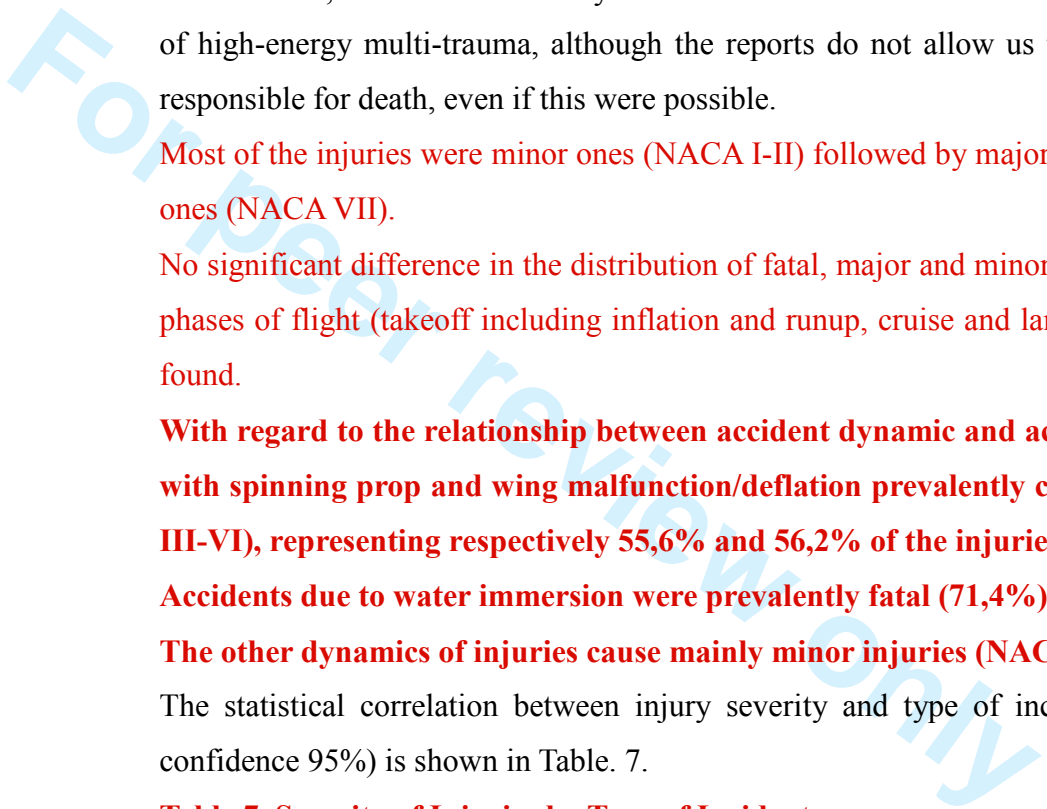 of high-energy multi-trauma, although the reports do not allow us
responsible for death, even if this were possible.
Most of the injuries were minor ones (NACA I-II) followed by major
ones (NACA VII).
No significant difference in the distribution of fatal, major and minor
phases of flight (takeoff including inflation and runup, cruise and
found.
With regard to the relationship between accident dynamic and
with spinning prop and wing malfunction/deflation prevalently
III-VI), representing respectively 55,6% and 56,2% of the
Accidents due to water immersion were prevalently fatal (71,4%)
The other dynamics of injuries cause mainly minor injuries
The statistical correlation between injury severity and type of
confidence 95%) is shown in Table. 7.
For peer review only